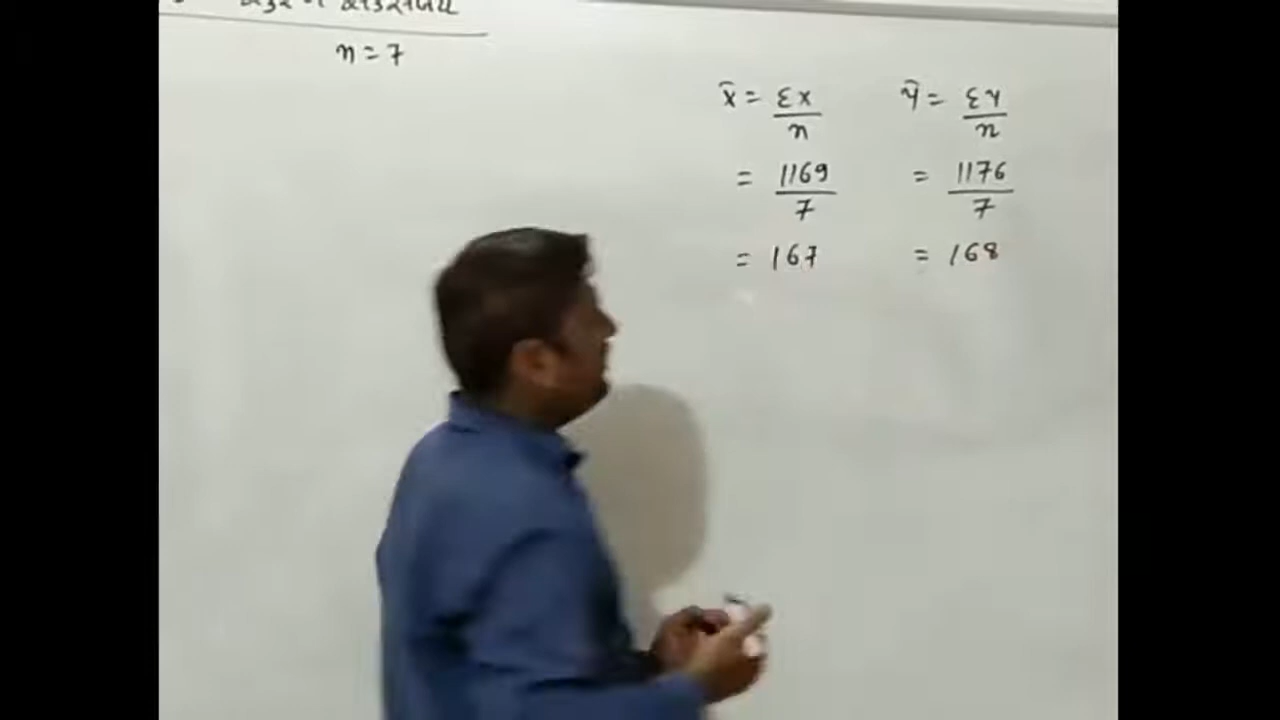 n = 7
x̄ = Σx/n
= 1169/7
= 167
ȳ = Σy/n
= 1176/7
= 168